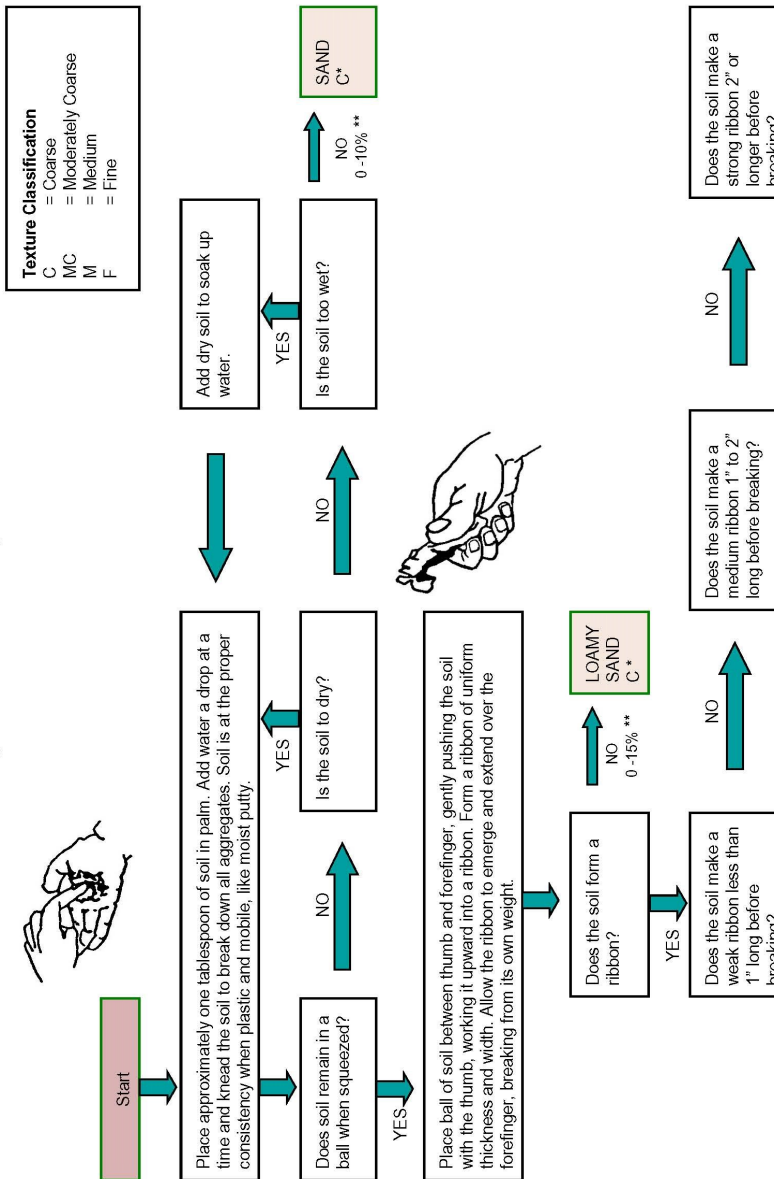 Texture Classification
C = Coarse
MC = Moderately Coarse
M = Medium
F = Fine
Start
Place approximately one tablespoon of soil in palm. Add water a drop at a
time and knead the soil to break down all aggregates. Soil is at the proper
consistency when plastic and mobile, like moist putty.
Add dry soil to soak up
water.
YES
YES
Does soil remain in a
ball when squeezed?
NO
Is the soil to dry?
NO
Is the soil too wet?
NO
0 -10% **
SAND
C*
YES
Place ball of soil between thumb and forefinger, gently pushing the soil
with the thumb, working it upward into a ribbon. Form a ribbon of uniform
thickness and width. Allow the ribbon to emerge and extend over the
forefinger, breaking from its own weight.
Does the soil form a
ribbon?
NO
0 -15% **
LOAMY
SAND
C *
YES
Does the soil make a
weak ribbon less than
1” long before
breaking?
NO
Does the soil make a
medium ribbon 1” to 2”
long before breaking?
NO
Does the soil make a
strong ribbon 2” or
longer before
breaking?